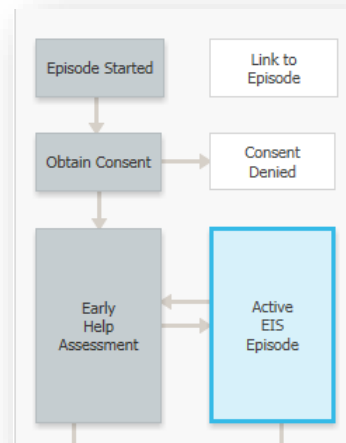 Episode Started
Link to
Episode
Obtain Consent
Consent
Denied
Early
Help
Assessment
Active
EIS
Episode